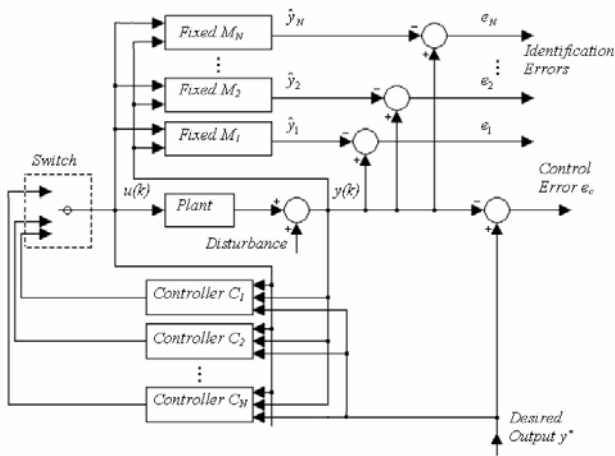 Fixed M_N
ŷ_N
e_N
Identification
Errors
Fixed M_2
ŷ_2
e_2
Fixed M_1
ŷ_1
e_1
Switch
u(k)
Plant
y(k)
Control
Error e_c
Disturbance
Controller C_1
Controller C_2
Controller C_N
Desired
Output y*